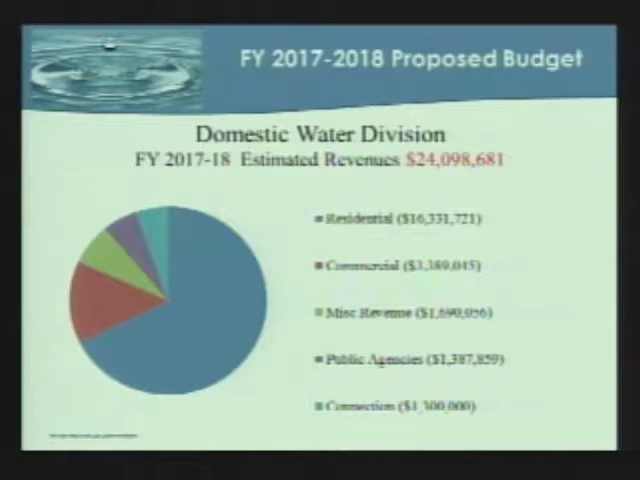 FY 2017-2018 Proposed Budget
Domestic Water Division
FY 2017-18 Estimated Revenues $24,098,681
Residential ($16,331,721)
Commercial ($3,389,045)
Misc Revenue ($1,690,056)
Public Agencies ($1,387,859)
Connection ($1,300,000)